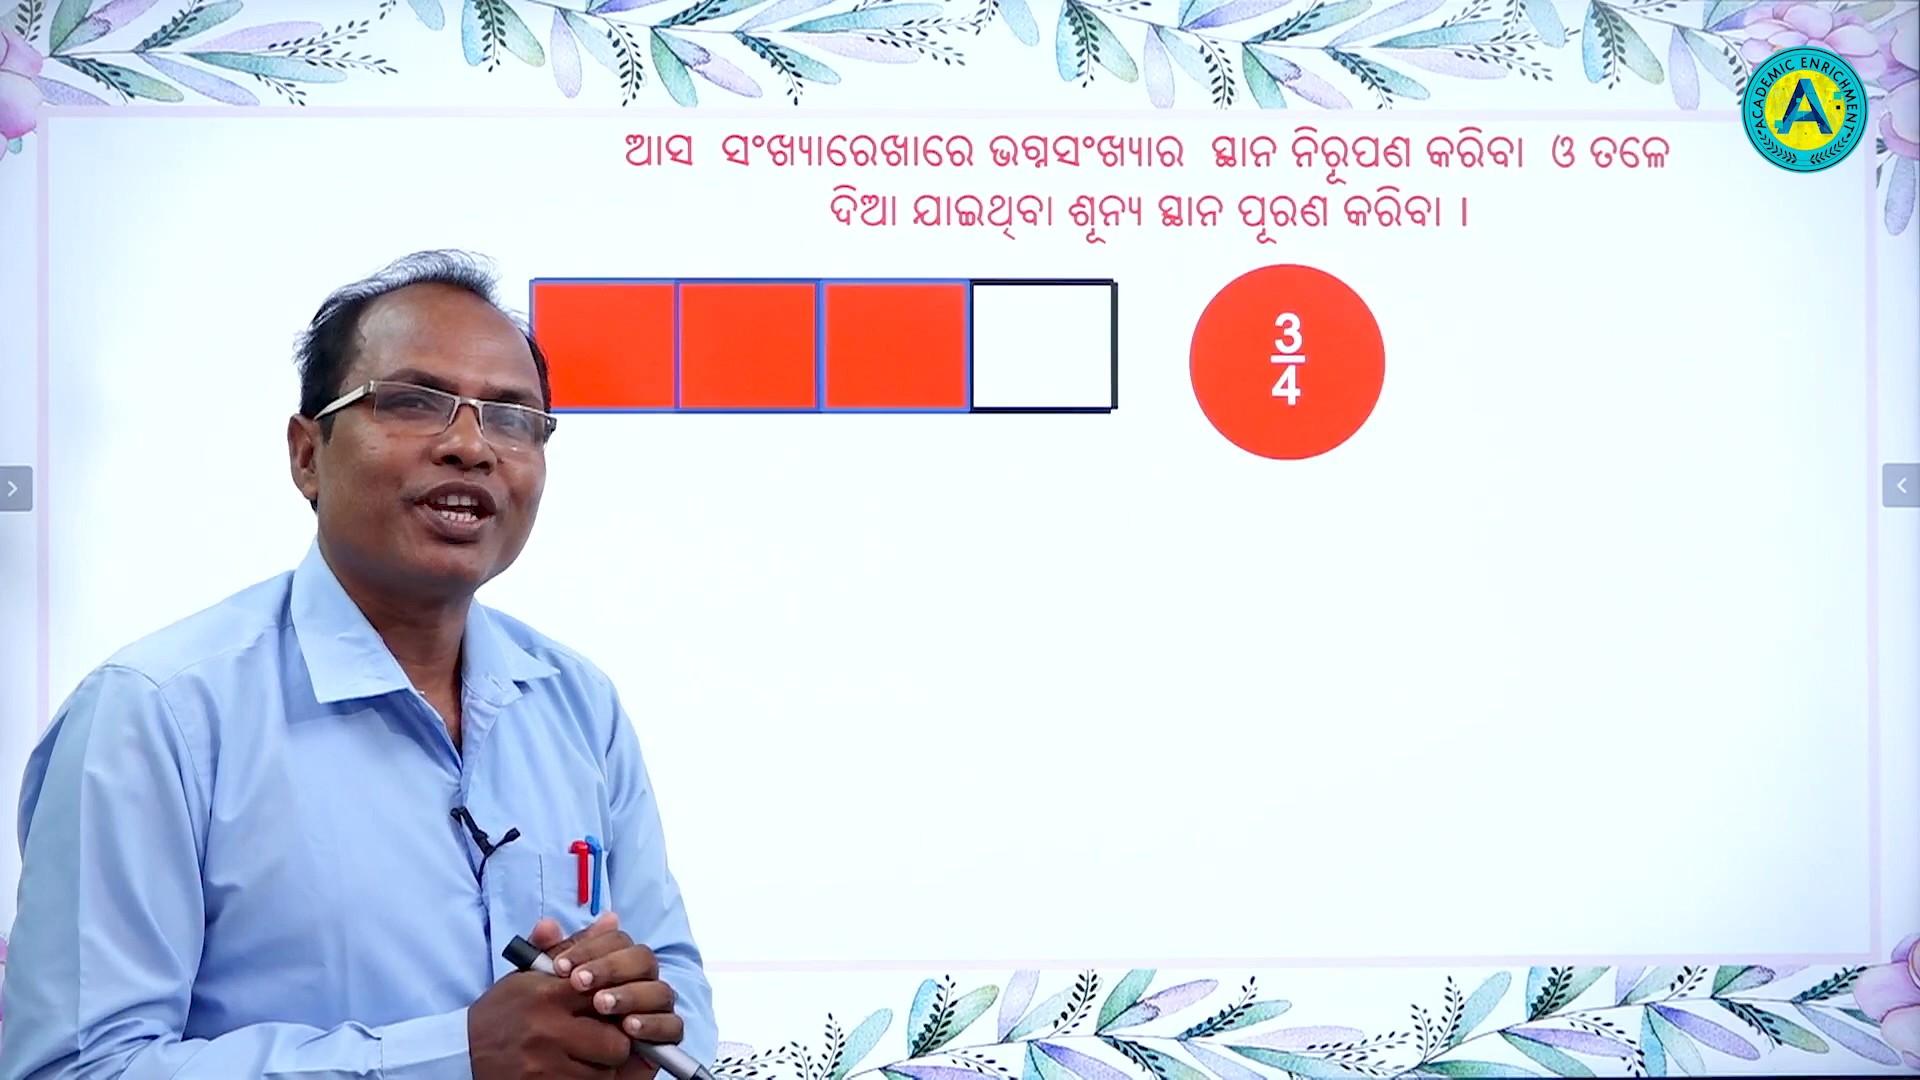 ଆସ ସଂଖ୍ୟାରେଖାରେ ଭଗ୍ନସଂଖ୍ୟାର ସ୍ଥାନ ନିରୂପଣ କରିବା ଓ ତଳେ
ଦିଆ ଯାଇଥିବା ଶୂନ୍ୟ ସ୍ଥାନ ପୂରଣ କରିବା ।
3
4
ACADEMIC ENRICHMENT
A